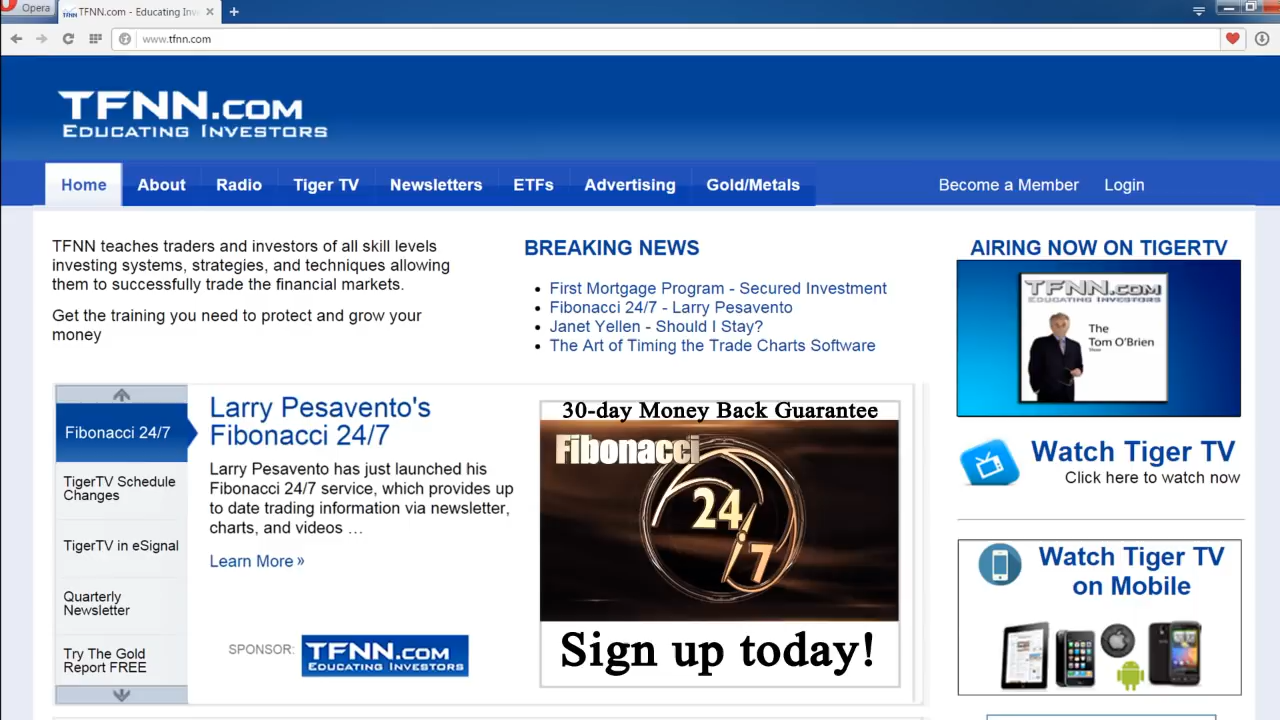 Opera
TFNN.com - Educating Inv
www.tfnn.com
TFNN.COM
EDUCATING INVESTORS
Home
About
Radio
Tiger TV
Newsletters
ETFs
Advertising
Gold/Metals
Become a Member
Login
TFNN teaches traders and investors of all skill levels
investing systems, strategies, and techniques allowing
them to successfully trade the financial markets.
Get the training you need to protect and grow your
money
BREAKING NEWS
First Mortgage Program - Secured Investment
Fibonacci 24/7 - Larry Pesavento
Janet Yellen - Should I Stay?
The Art of Timing the Trade Charts Software
AIRING NOW ON TIGERTV
TFNN.COM
EDUCATING INVESTORS
The
Tom O'Brien
Show
Watch Tiger TV
Click here to watch now
Watch Tiger TV
on Mobile
Fibonacci 24/7
TigerTV Schedule
Changes
TigerTV in eSignal
Quarterly
Newsletter
Try The Gold
Report FREE
Larry Pesavento's
Fibonacci 24/7
Larry Pesavento has just launched his
Fibonacci 24/7 service, which provides up
to date trading information via newsletter,
charts, and videos …
Learn More »
SPONSOR:
TFNN.COM
EDUCATING INVESTORS
30-day Money Back Guarantee
Fibonacci
24
7
Sign up today!